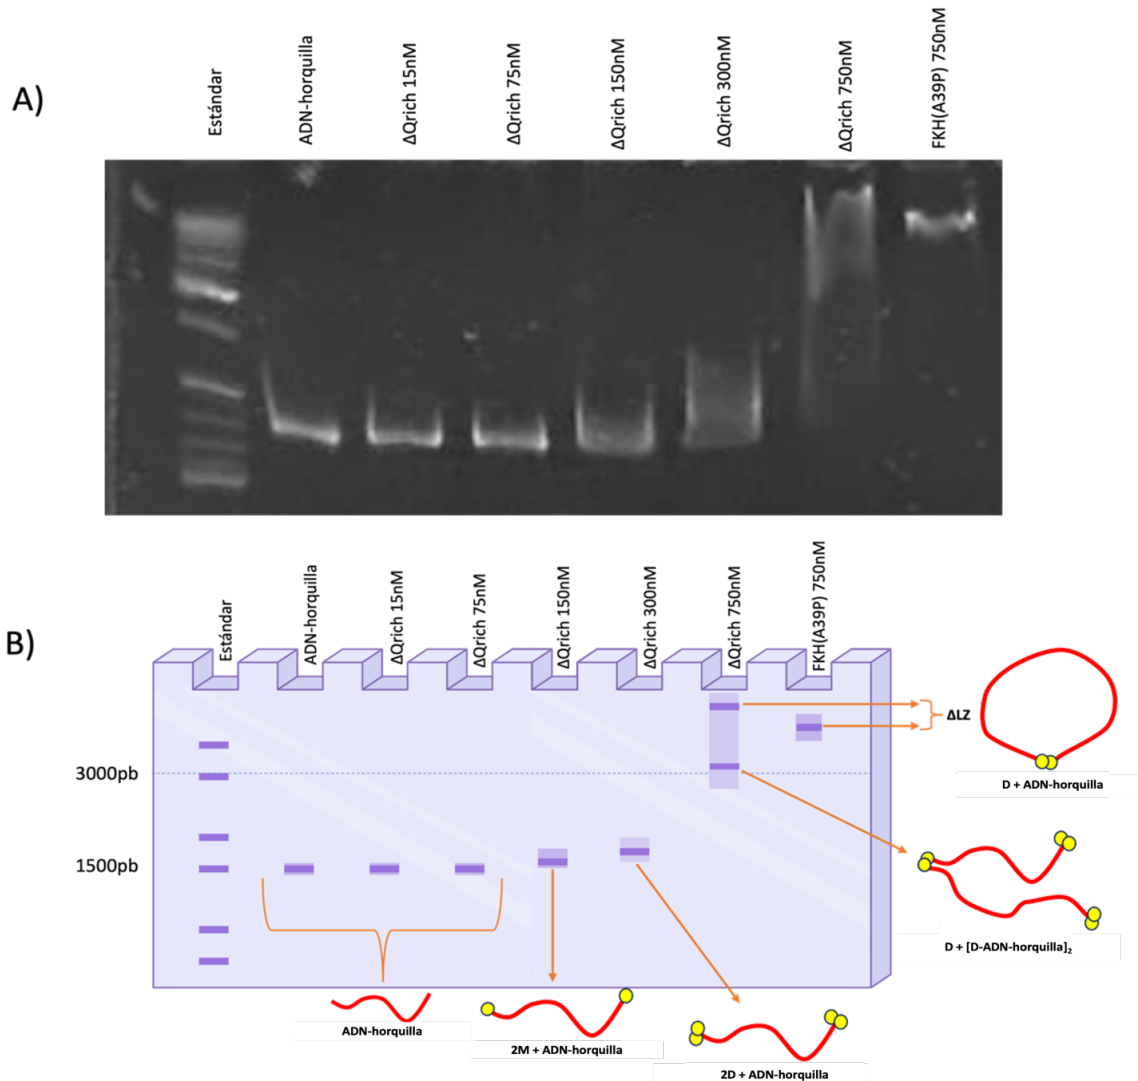 A)
Estándar
ADN-horquilla
ΔQrich 15nM
ΔQrich 75nM
ΔQrich 150nM
ΔQrich 300nM
ΔQrich 750nM
FKH(A39P) 750nM
B)
Estándar
ADN-horquilla
ΔQrich 15nM
ΔQrich 75nM
ΔQrich 150nM
ΔQrich 300nM
ΔQrich 750nM
FKH(A39P) 750nM
ΔLZ
D + ADN-horquilla
3000pb
1500pb
D + [D-ADN-horquilla]₂
ADN-horquilla
2M + ADN-horquilla
2D + ADN-horquilla